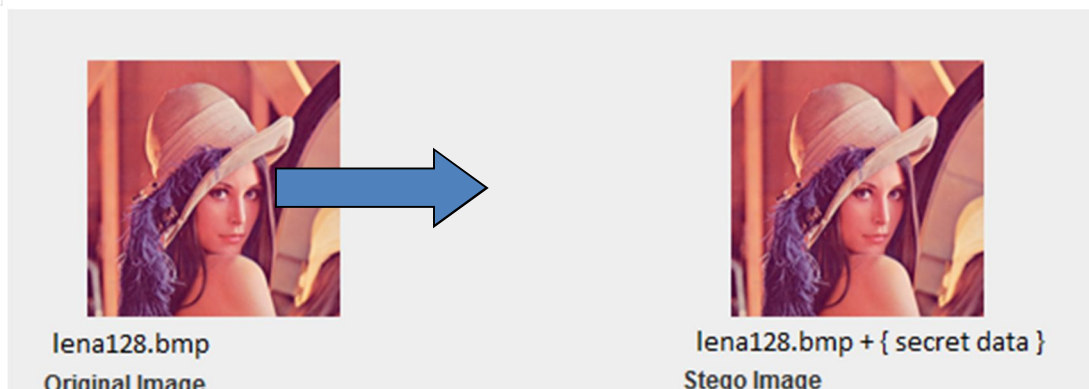 lena128.bmp
Original Image
lena128.bmp + { secret data }
Stego Image